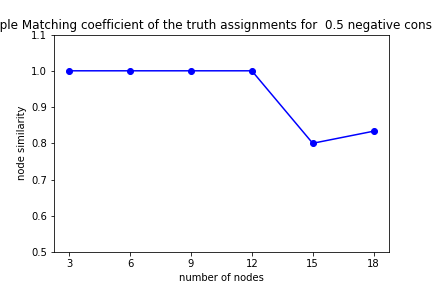 ple Matching coefficient of the truth assignments for 0.5 negative cons
1.1
1.0
0.9
0.8
0.7
0.6
0.5
node similarity
3 6 9 12 15 18
number of nodes